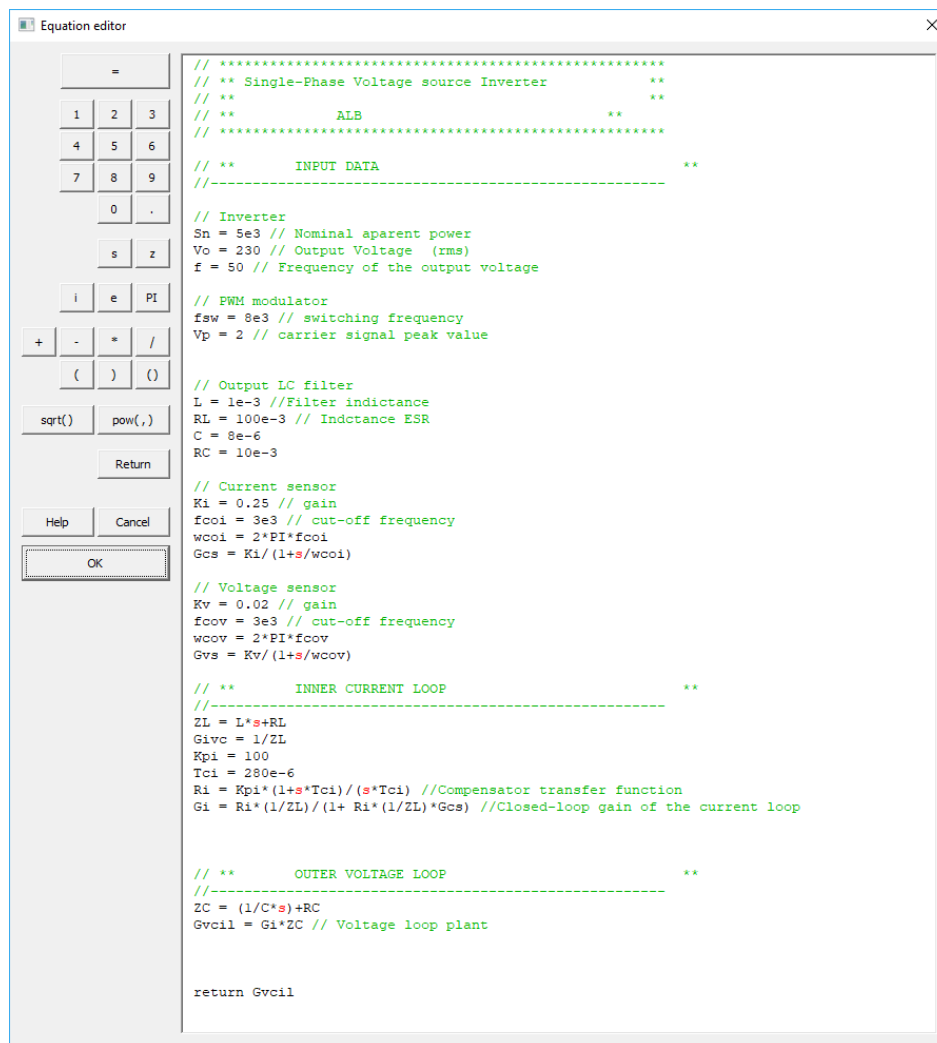 Equation editor
=
1 2 3
4 5 6
7 8 9
0 .
s z
i e PI
+ - * /
( ) ()
sqrt() pow(,)
Return
Help Cancel
OK
// *****************************************************
// ** Single-Phase Voltage source Inverter **
// ** **
// ** ALB **
// *****************************************************
// ** INPUT DATA **
//------------------------------------------------------
// Inverter
Sn = 5e3 // Nominal aparent power
Vo = 230 // Output Voltage (rms)
f = 50 // Frequency of the output voltage
// PWM modulator
fsw = 8e3 // switching frequency
Vp = 2 // carrier signal peak value
// Output LC filter
L = 1e-3 //Filter indictance
RL = 100e-3 // Indctance ESR
C = 8e-6
RC = 10e-3
// Current sensor
Ki = 0.25 // gain
fcoi = 3e3 // cut-off frequency
wcoi = 2*PI*fcoi
Gcs = Ki/(1+s/wcoi)
// Voltage sensor
Kv = 0.02 // gain
fcov = 3e3 // cut-off frequency
wcov = 2*PI*fcov
Gvs = Kv/(1+s/wcov)
// ** INNER CURRENT LOOP **
//------------------------------------------------------
ZL = L*s+RL
Givc = 1/ZL
Kpi = 100
Tci = 280e-6
Ri = Kpi*(1+s*Tci)/(s*Tci) //Compensator transfer function
Gi = Ri*(1/ZL)/(1+ Ri*(1/ZL)*Gcs) //Closed-loop gain of the current loop
// ** OUTER VOLTAGE LOOP **
//------------------------------------------------------
ZC = (1/C*s)+RC
Gvcil = Gi*ZC // Voltage loop plant
return Gvcil